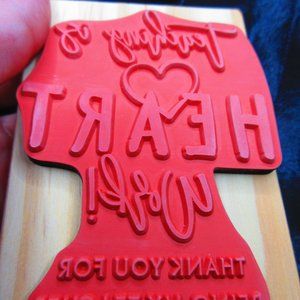 Teaching is
HEART
Work!
THANK YOU FOR